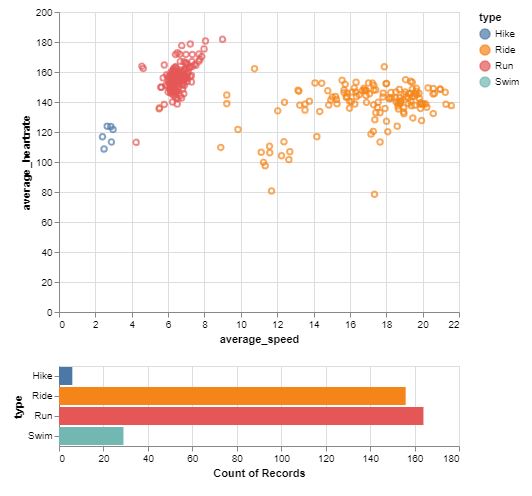 type
Hike
Ride
Run
Swim
average_heartrate
200
180
160
140
120
100
80
60
40
20
0
0 2 4 6 8 10 12 14 16 18 20 22
average_speed
type
Hike
Ride
Run
Swim
0 20 40 60 80 100 120 140 160 180
Count of Records